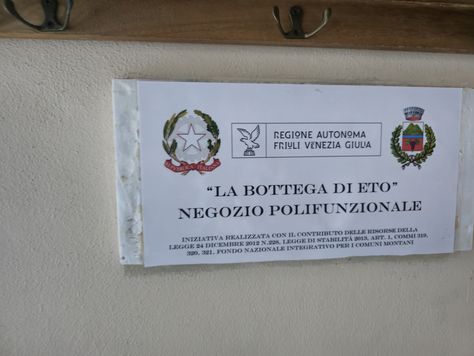 REPVBBLICA ITALIANA
REGIONE AUTONOMA
FRIULI VENEZIA GIULIA
"LA BOTTEGA DI ETO"
NEGOZIO POLIFUNZIONALE
INIZIATIVA REALIZZATA CON IL CONTRIBUTO DELLE RISORSE DELLA
LEGGE 24 DICEMBRE 2012 N.228, LEGGE DI STABILITÀ 2013, ART. 1, COMMI 319,
320, 321. FONDO NAZIONALE INTEGRATIVO PER I COMUNI MONTANI